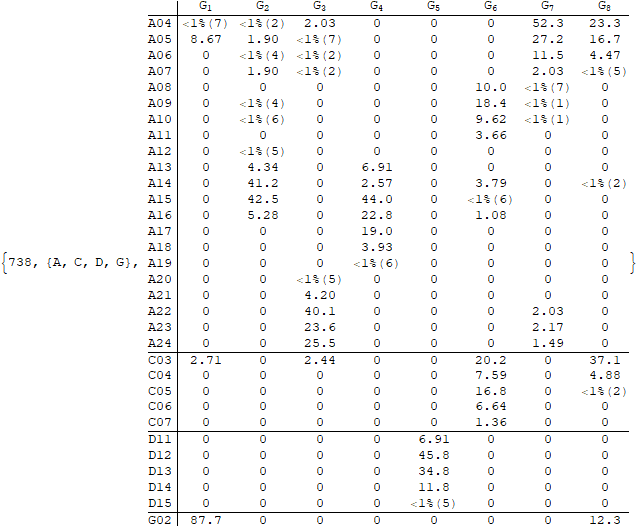 G1 G2 G3 G4 G5 G6 G7 G8
A04 <1%(7) <1%(2) 2.03 0 0 0 52.3 23.3
A05 8.67 1.90 <1%(7) 0 0 0 27.2 16.7
A06 0 <1%(4) <1%(2) 0 0 0 11.5 4.47
A07 0 1.90 <1%(2) 0 0 0 2.03 <1%(5)
A08 0 0 0 0 0 10.0 <1%(7) 0
A09 0 <1%(4) 0 0 0 18.4 <1%(1) 0
A10 0 <1%(6) 0 0 0 9.62 <1%(1) 0
A11 0 0 0 0 0 3.66 0 0
A12 0 <1%(5) 0 0 0 0 0 0
A13 0 4.34 0 6.91 0 0 0 0
A14 0 41.2 0 2.57 0 3.79 0 <1%(2)
A15 0 42.5 0 44.0 0 <1%(6) 0 0
A16 0 5.28 0 22.8 0 1.08 0 0
A17 0 0 0 19.0 0 0 0 0
A18 0 0 0 3.93 0 0 0 0
{738, {A, C, D, G}, A19 0 0 0 <1%(6) 0 0 0 0 }
A20 0 0 <1%(5) 0 0 0 0 0
A21 0 0 4.20 0 0 0 0 0
A22 0 0 40.1 0 0 0 2.03 0
A23 0 0 23.6 0 0 0 2.17 0
A24 0 0 25.5 0 0 0 1.49 0
C03 2.71 0 2.44 0 0 20.2 0 37.1
C04 0 0 0 0 0 7.59 0 4.88
C05 0 0 0 0 0 16.8 0 <1%(2)
C06 0 0 0 0 0 6.64 0 0
C07 0 0 0 0 0 1.36 0 0
D11 0 0 0 0 6.91 0 0 0
D12 0 0 0 0 45.8 0 0 0
D13 0 0 0 0 34.8 0 0 0
D14 0 0 0 0 11.8 0 0 0
D15 0 0 0 0 <1%(5) 0 0 0
G02 87.7 0 0 0 0 0 0 12.3